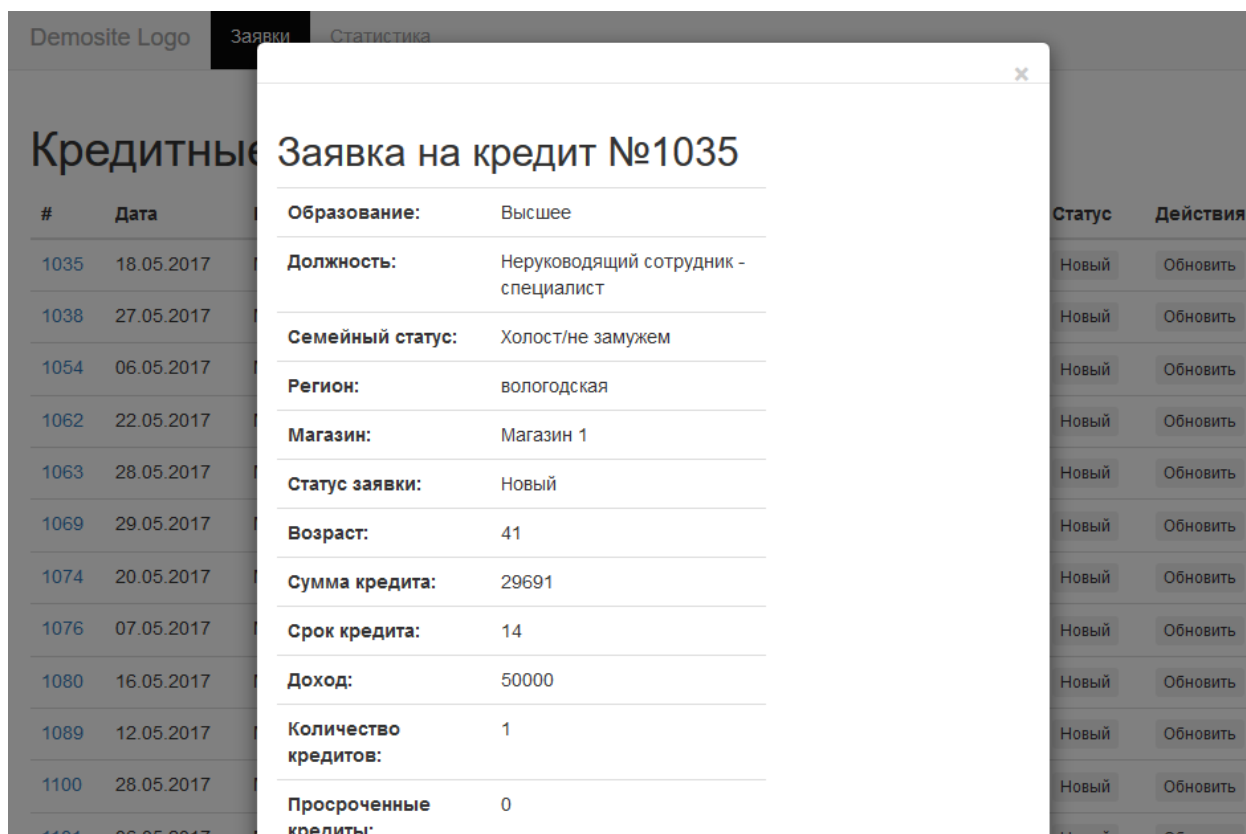 Demosite Logo Заявки Статистика
×
Кредитные
Заявка на кредит №1035
# Дата Статус Действия
Образование: Высшее
1035 18.05.2017 Новый Обновить
Должность: Неруководящий сотрудник -
специалист
1038 27.05.2017 Новый Обновить
Семейный статус: Холост/не замужем
1054 06.05.2017 Новый Обновить
Регион: вологодская
1062 22.05.2017 Новый Обновить
Магазин: Магазин 1
1063 28.05.2017 Новый Обновить
Статус заявки: Новый
1069 29.05.2017 Новый Обновить
Возраст: 41
1074 20.05.2017 Новый Обновить
Сумма кредита: 29691
1076 07.05.2017 Новый Обновить
Срок кредита: 14
1080 16.05.2017 Новый Обновить
Доход: 50000
1089 12.05.2017 Новый Обновить
Количество 1
кредитов:
1100 28.05.2017 Новый Обновить
Просроченные 0
кредиты: